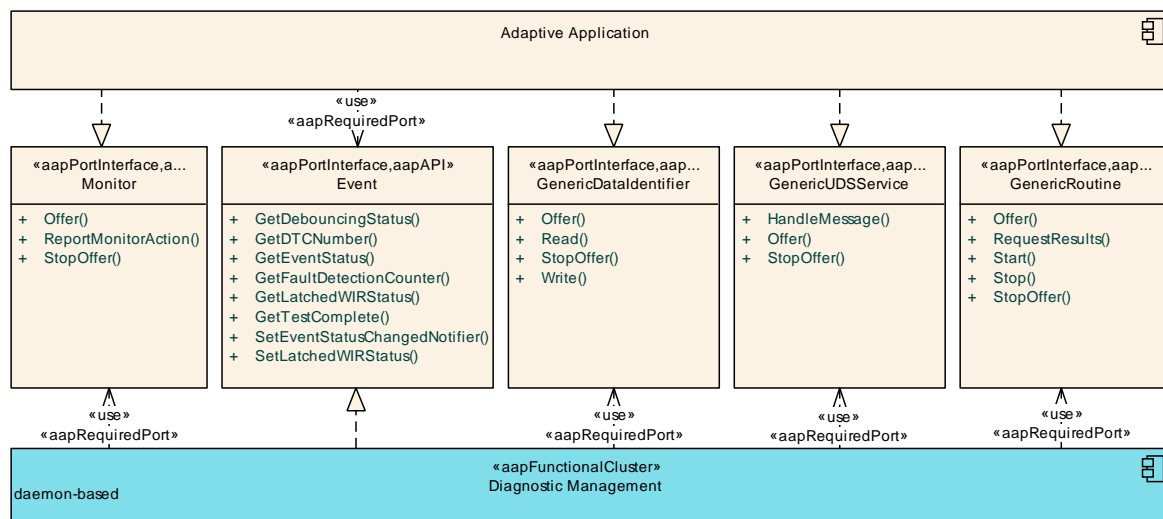 Adaptive Application
«use»
«aapRequiredPort»
«aapPortInterface,a...
Monitor
+ Offer()
+ ReportMonitorAction()
+ StopOffer()
«aapPortInterface,aapAPI»
Event
+ GetDebouncingStatus()
+ GetDTCNumber()
+ GetEventStatus()
+ GetFaultDetectionCounter()
+ GetLatchedWIRStatus()
+ GetTestComplete()
+ SetEventStatusChangedNotifier()
+ SetLatchedWIRStatus()
«aapPortInterface,aap...
GenericDataIdentifier
+ Offer()
+ Read()
+ StopOffer()
+ Write()
«aapPortInterface,aap...
GenericUDSService
+ HandleMessage()
+ Offer()
+ StopOffer()
«aapPortInterface,aap...
GenericRoutine
+ Offer()
+ RequestResults()
+ Start()
+ Stop()
+ StopOffer()
«use»
«aapRequiredPort»
«use»
«aapRequiredPort»
«use»
«aapRequiredPort»
«use»
«aapRequiredPort»
«aapFunctionalCluster»
Diagnostic Management
daemon-based